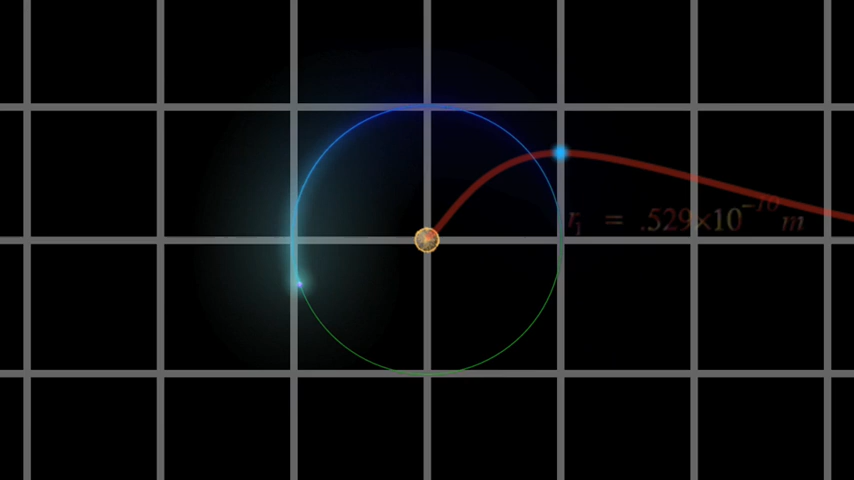 r₁ = .529×10⁻¹⁰ m